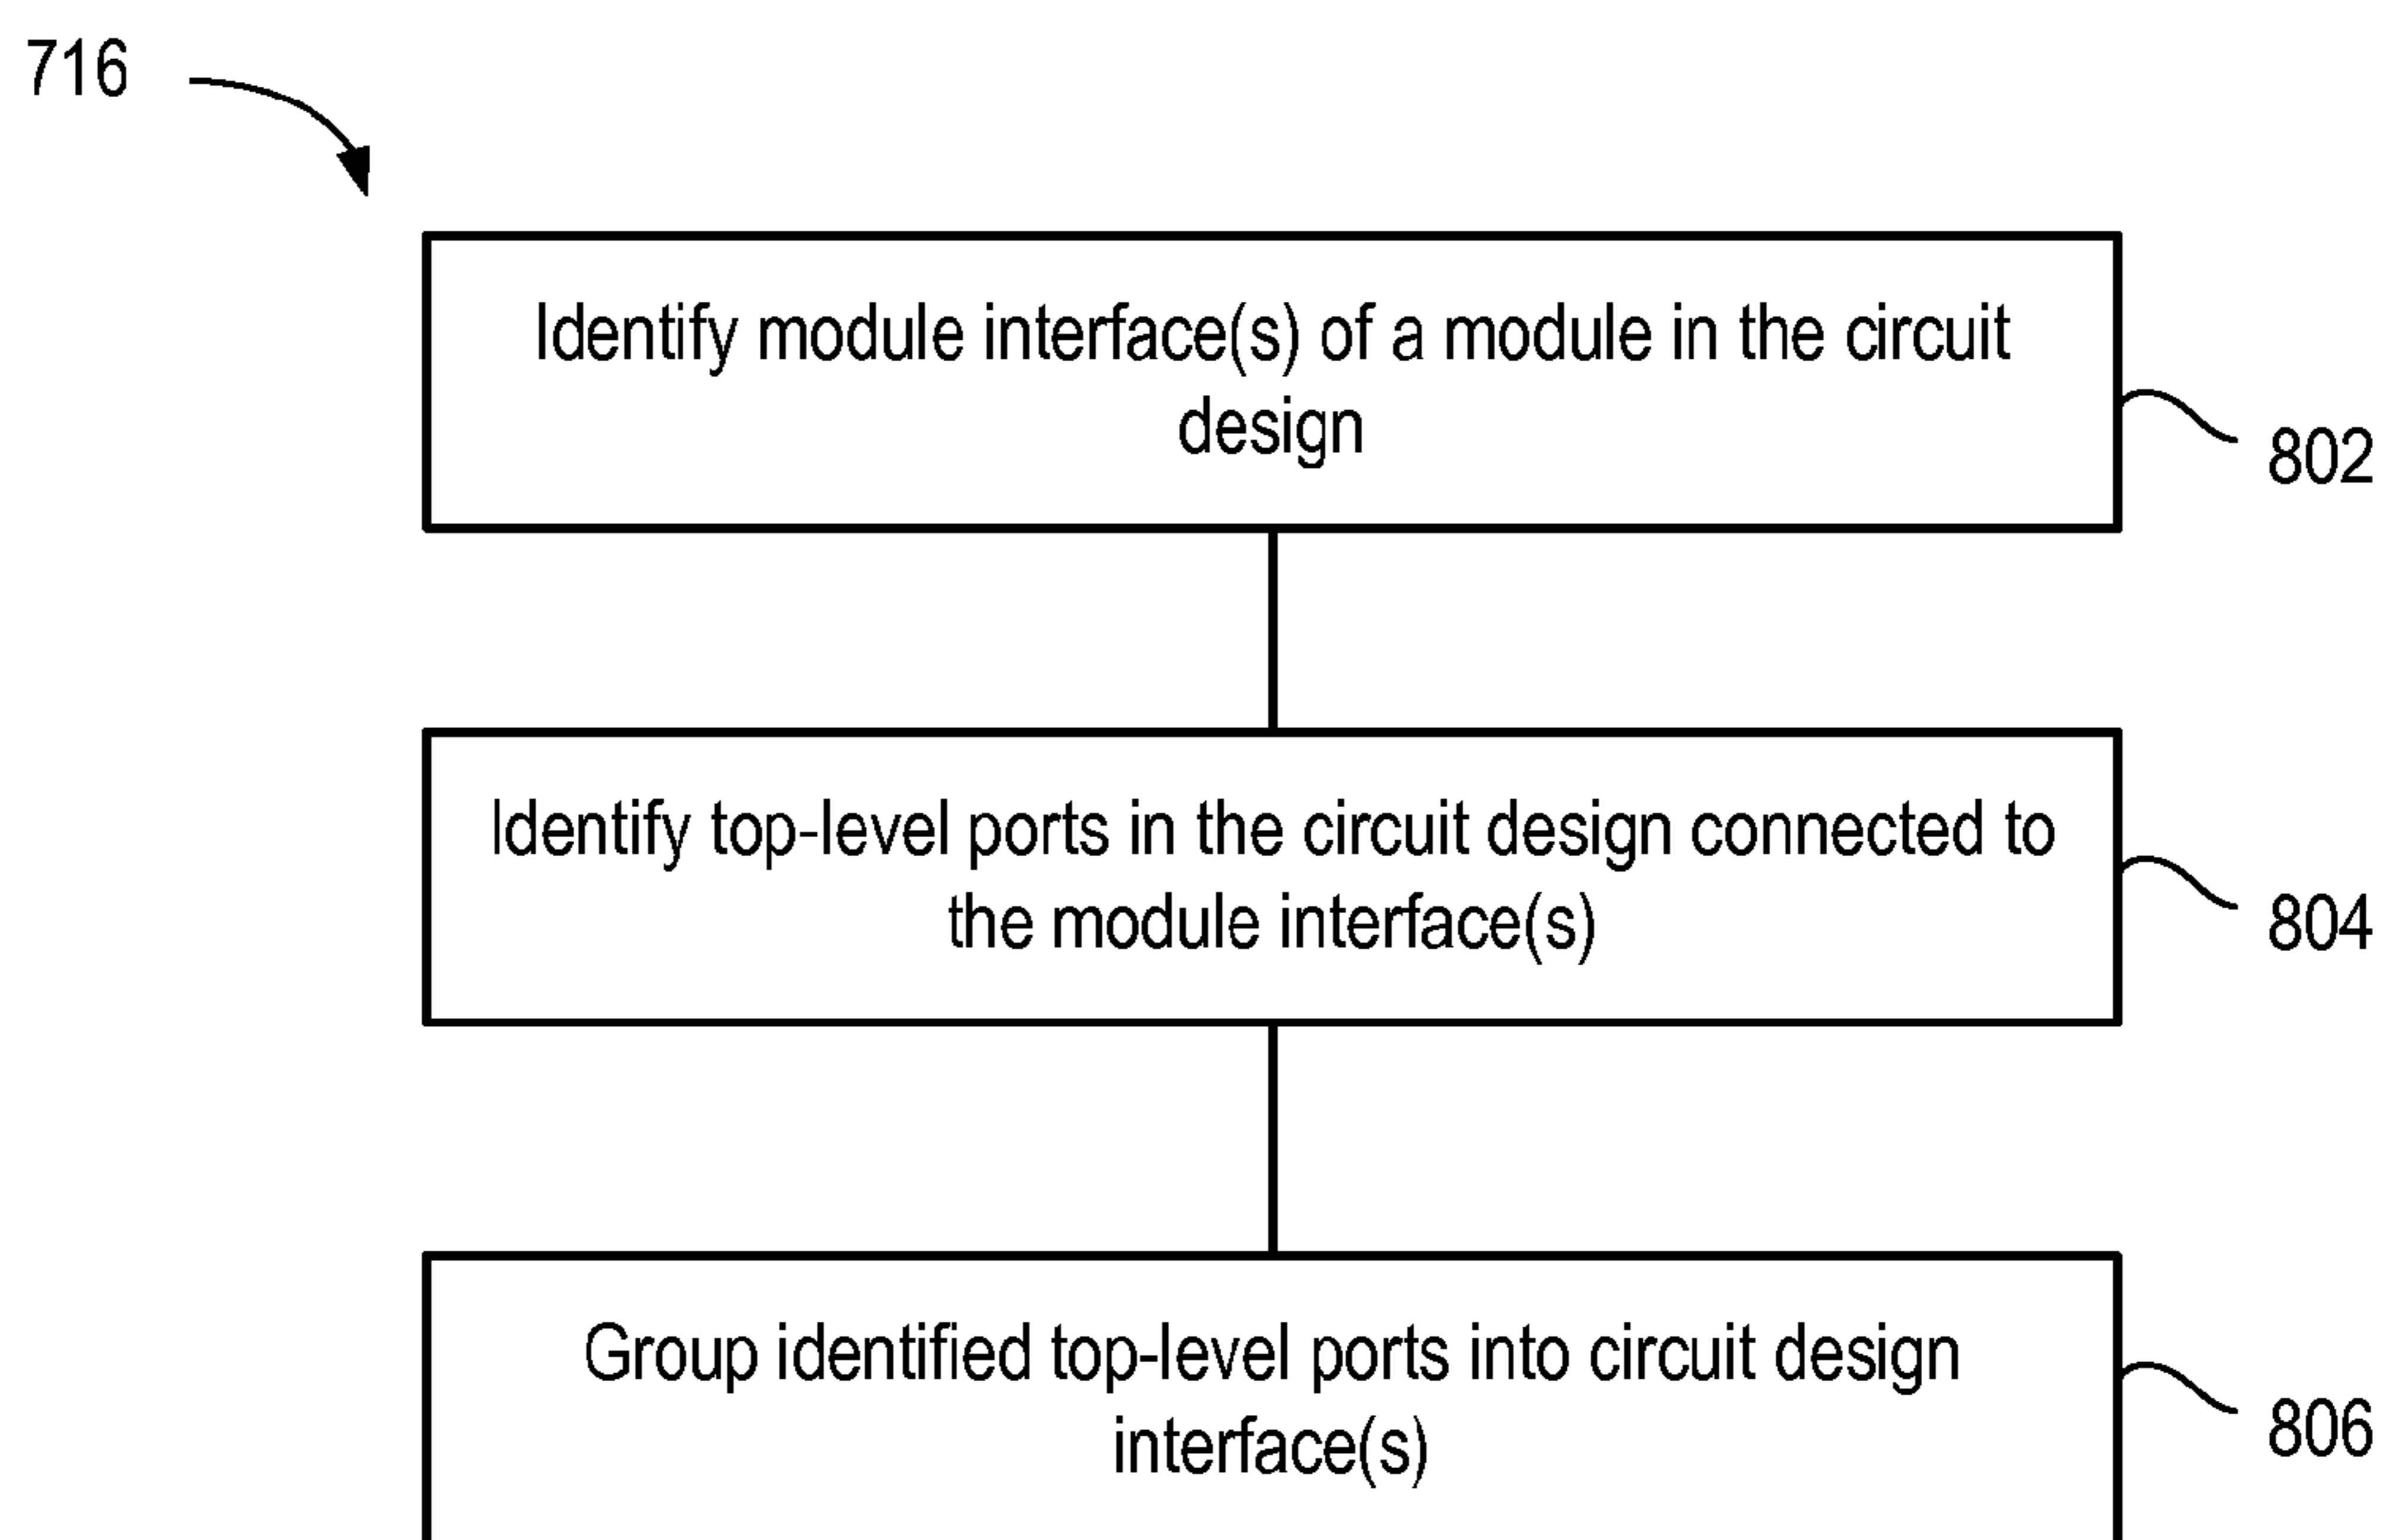 716
Identify module interface(s) of a module in the circuit
design
802
Identify top-level ports in the circuit design connected to
the module interface(s)
804
Group identified top-level ports into circuit design
interface(s)
806